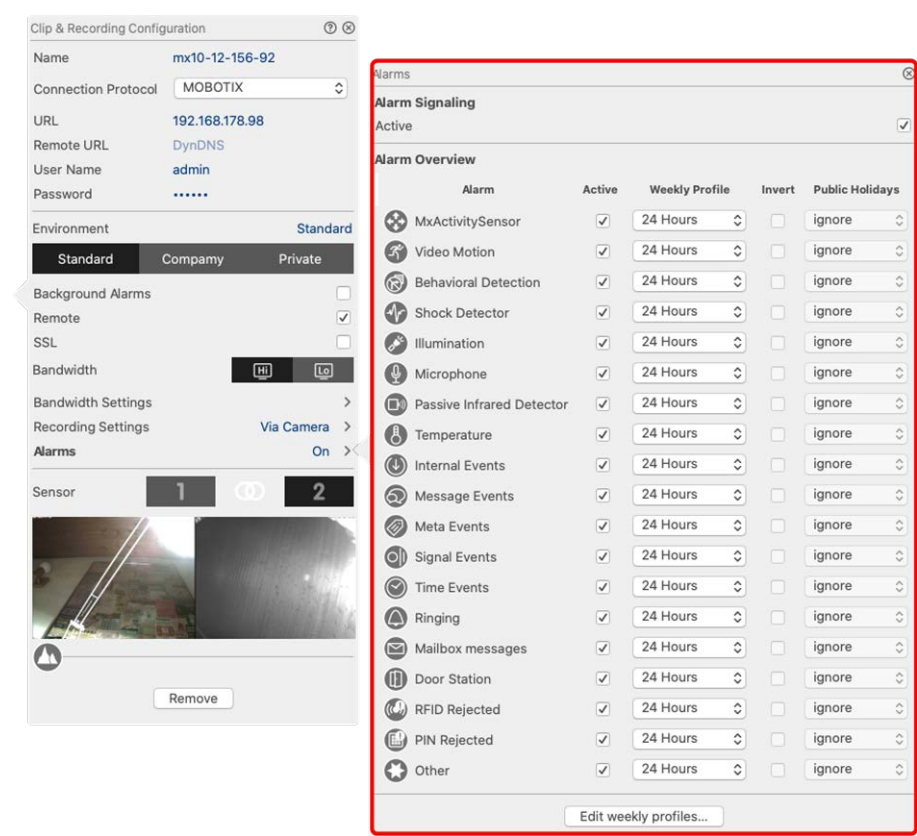 Clip & Recording Configuration
Name mx10-12-156-92
Connection Protocol MOBOTIX
URL 192.168.178.98
Remote URL DynDNS
User Name admin
Password ••••••
Environment Standard
Standard Compamy Private
Background Alarms
Remote
SSL
Bandwidth Hi Lo
Bandwidth Settings
Recording Settings Via Camera
Alarms On
Sensor 1 2
Remove
Alarms
Alarm Signaling
Active
Alarm Overview
Alarm Active Weekly Profile Invert Public Holidays
MxActivitySensor 24 Hours ignore
Video Motion 24 Hours ignore
Behavioral Detection 24 Hours ignore
Shock Detector 24 Hours ignore
Illumination 24 Hours ignore
Microphone 24 Hours ignore
Passive Infrared Detector 24 Hours ignore
Temperature 24 Hours ignore
Internal Events 24 Hours ignore
Message Events 24 Hours ignore
Meta Events 24 Hours ignore
Signal Events 24 Hours ignore
Time Events 24 Hours ignore
Ringing 24 Hours ignore
Mailbox messages 24 Hours ignore
Door Station 24 Hours ignore
RFID Rejected 24 Hours ignore
PIN Rejected 24 Hours ignore
Other 24 Hours ignore
Edit weekly profiles...